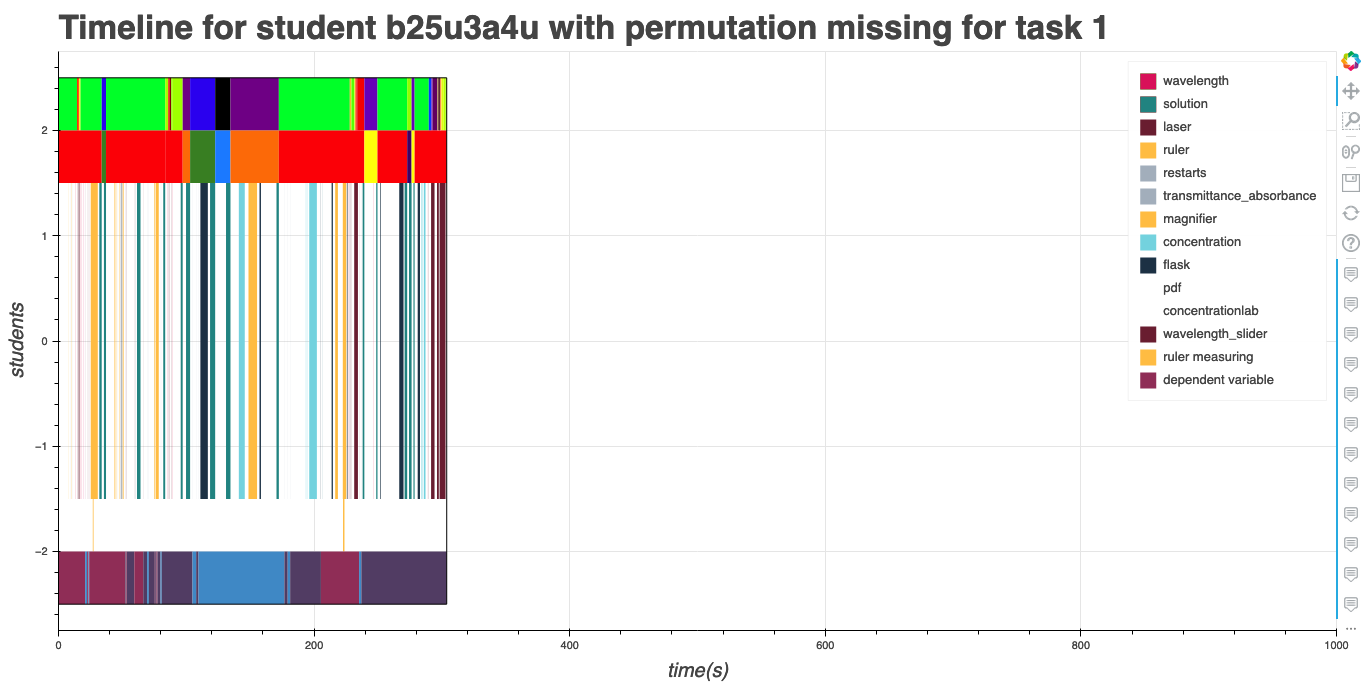 Timeline for student b25u3a4u with permutation missing for task 1
wavelength
solution
laser
ruler
restarts
transmittance_absorbance
magnifier
concentration
flask
pdf
concentrationlab
wavelength_slider
ruler measuring
dependent variable
2
1
0
−1
−2
students
0 200 400 600 800 1000
time(s)